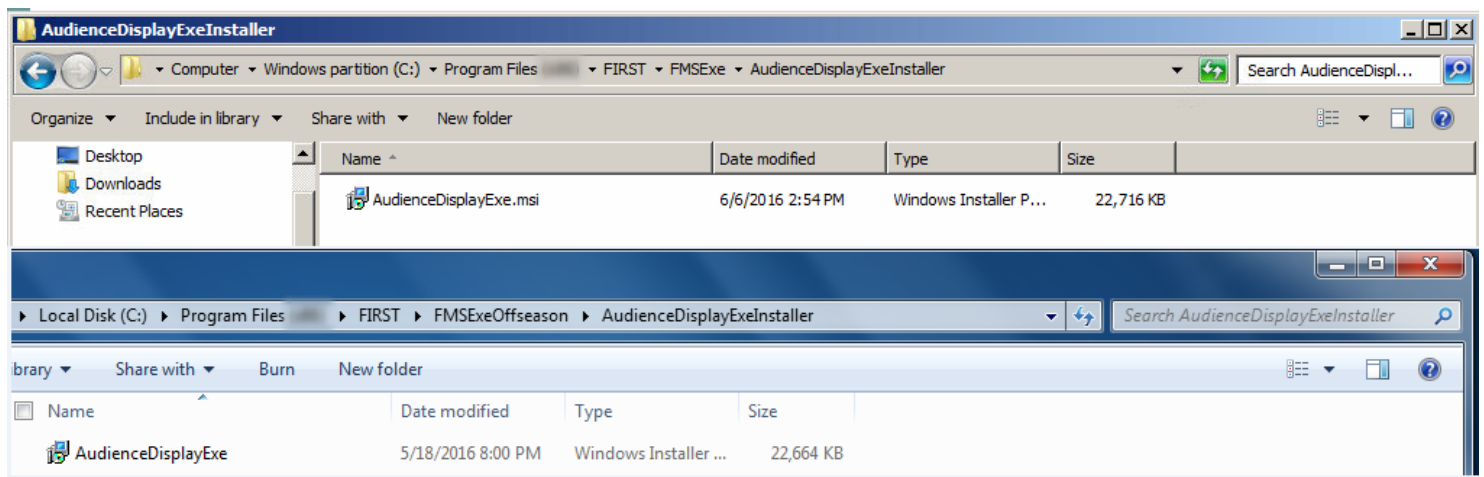 AudienceDisplayExeInstaller
Computer Windows partition (C:) Program Files FIRST FMSExe AudienceDisplayExeInstaller Search AudienceDispl...
Organize Include in library Share with New folder
Desktop Name Date modified Type Size
Downloads AudienceDisplayExe.msi 6/6/2016 2:54 PM Windows Installer P... 22,716 KB
Recent Places
Local Disk (C:) Program Files FIRST FMSExeOffseason AudienceDisplayExeInstaller Search AudienceDisplayExeInstaller
ibrary Share with Burn New folder
Name Date modified Type Size
AudienceDisplayExe 5/18/2016 8:00 PM Windows Installer ... 22,664 KB